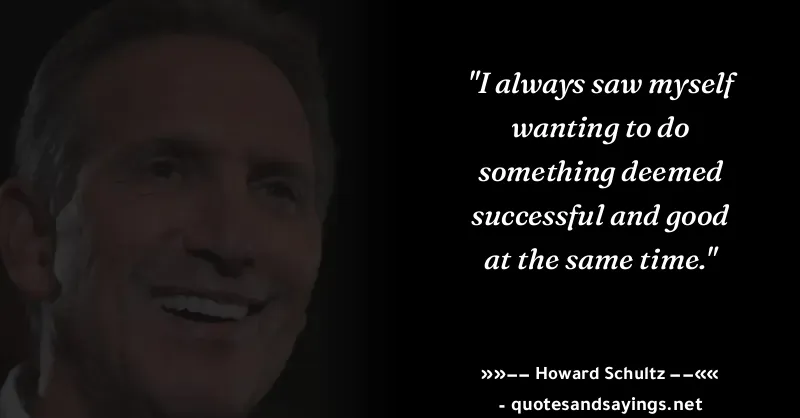 "I always saw myself
wanting to do
something deemed
successful and good
at the same time."
»»−− Howard Schultz −−««
- quotesandsayings.net